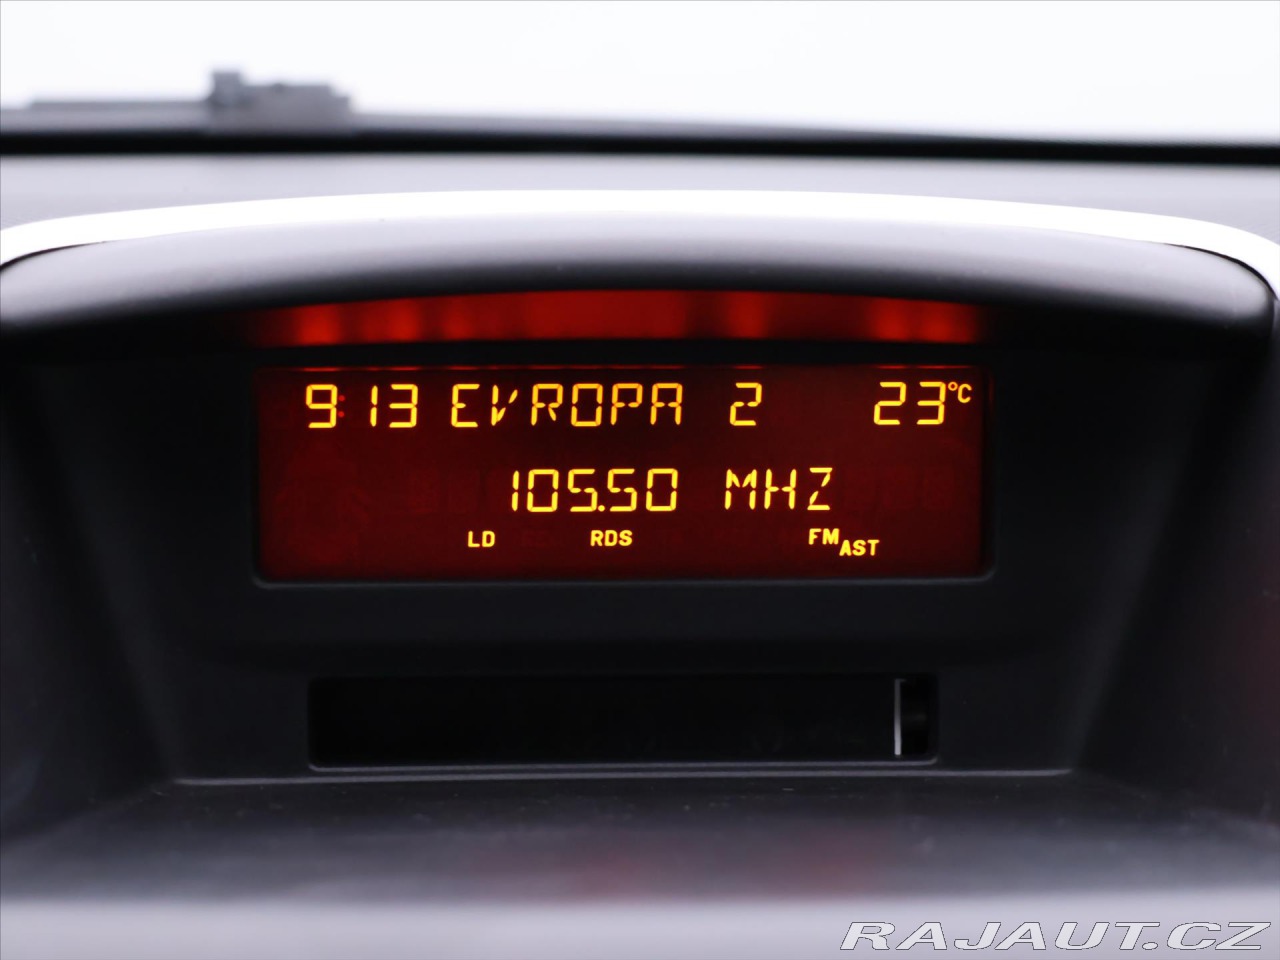 9:13 EVROPA 2 23°C
105.50 MHZ
LD RDS FM AST
RAJAUT.CZ